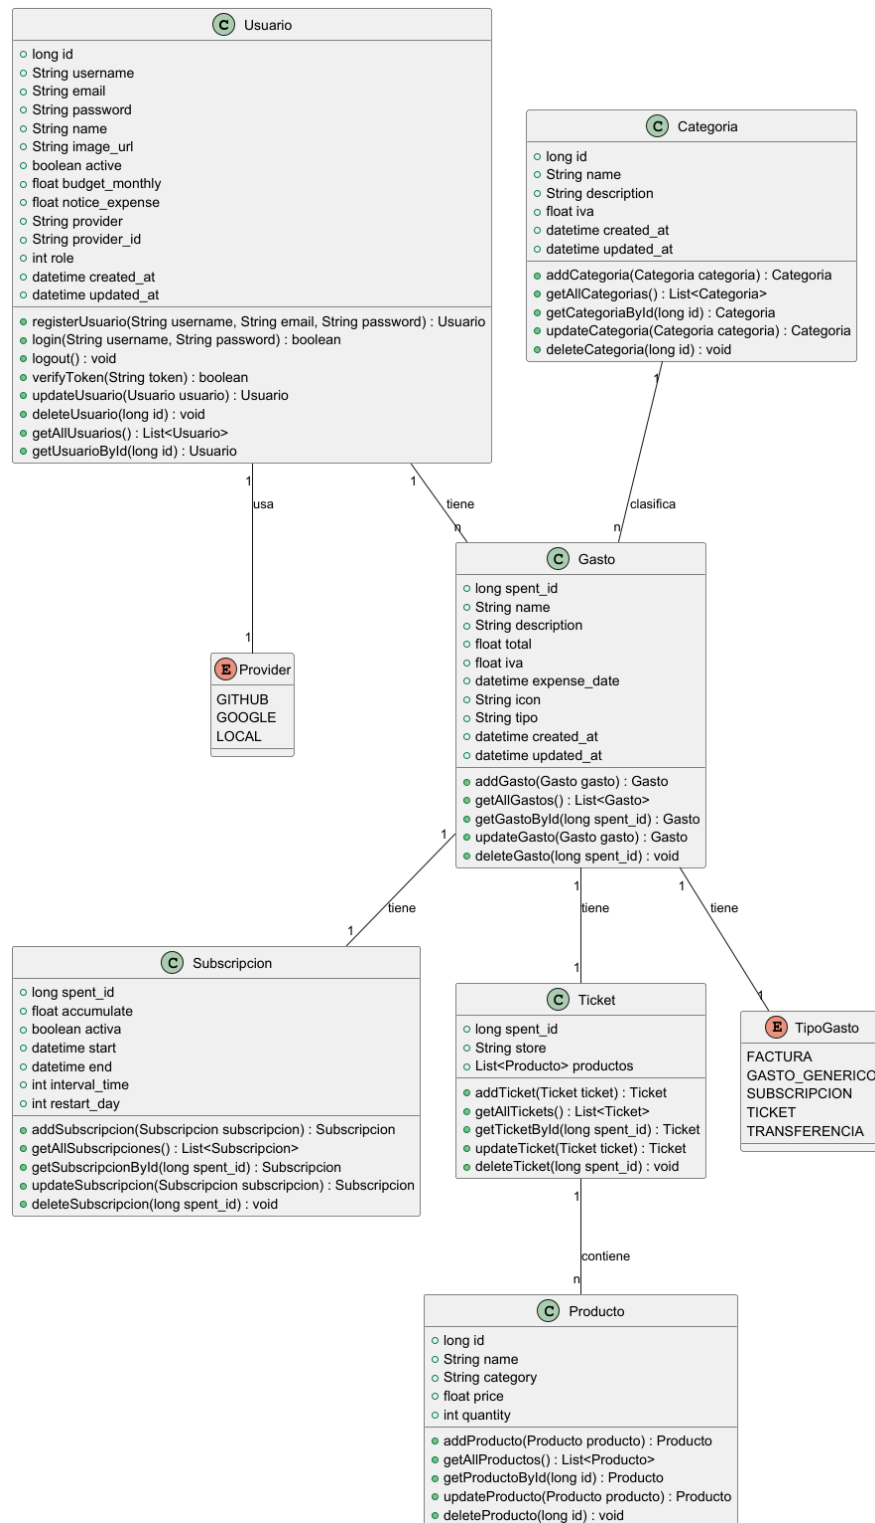 C Usuario
long id
String username
String email
String password
String name
String image_url
boolean active
float budget_monthly
float notice_expense
String provider
String provider_id
int role
datetime created_at
datetime updated_at
registerUsuario(String username, String email, String password) : Usuario
login(String username, String password) : boolean
logout() : void
verifyToken(String token) : boolean
updateUsuario(Usuario usuario) : Usuario
deleteUsuario(long id) : void
getAllUsuarios() : List<Usuario>
getUsuarioById(long id) : Usuario
C Categoria
long id
String name
String description
float iva
datetime created_at
datetime updated_at
addCategoria(Categoria categoria) : Categoria
getAllCategorias() : List<Categoria>
getCategoriaById(long id) : Categoria
updateCategoria(Categoria categoria) : Categoria
deleteCategoria(long id) : void
1
usa
1
1
tiene
n
1
clasifica
n
E Provider
GITHUB
GOOGLE
LOCAL
C Gasto
long spent_id
String name
String description
float total
float iva
datetime expense_date
String icon
String tipo
datetime created_at
datetime updated_at
addGasto(Gasto gasto) : Gasto
getAllGastos() : List<Gasto>
getGastoById(long spent_id) : Gasto
updateGasto(Gasto gasto) : Gasto
deleteGasto(long spent_id) : void
1
tiene
1
1
tiene
1
1
tiene
1
C Subscripcion
long spent_id
float accumulate
boolean activa
datetime start
datetime end
int interval_time
int restart_day
addSubscripcion(Subscripcion subscripcion) : Subscripcion
getAllSubscripciones() : List<Subscripcion>
getSubscripcionById(long spent_id) : Subscripcion
updateSubscripcion(Subscripcion subscripcion) : Subscripcion
deleteSubscripcion(long spent_id) : void
C Ticket
long spent_id
String store
List<Producto> productos
addTicket(Ticket ticket) : Ticket
getAllTickets() : List<Ticket>
getTicketById(long spent_id) : Ticket
updateTicket(Ticket ticket) : Ticket
deleteTicket(long spent_id) : void
E TipoGasto
FACTURA
GASTO_GENERICO
SUBSCRIPCION
TICKET
TRANSFERENCIA
1
contiene
n
C Producto
long id
String name
String category
float price
int quantity
addProducto(Producto producto) : Producto
getAllProductos() : List<Producto>
getProductoById(long id) : Producto
updateProducto(Producto producto) : Producto
deleteProducto(long id) : void